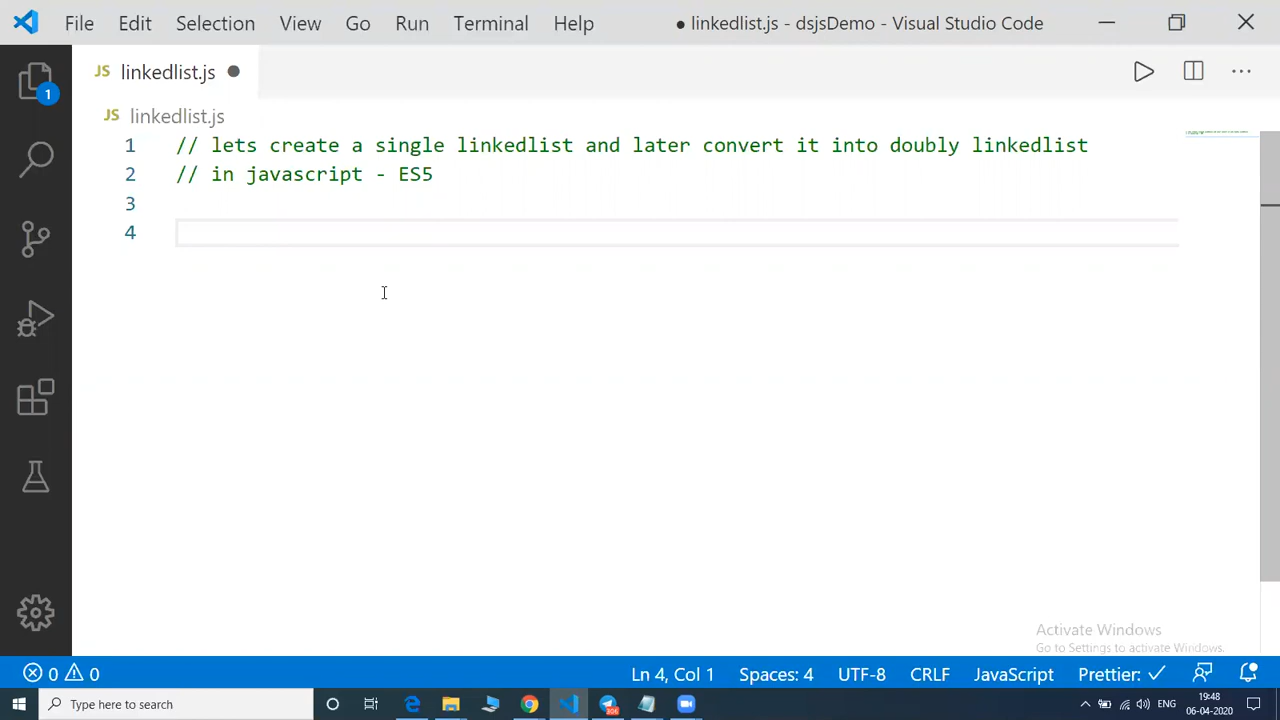 File Edit Selection View Go Run Terminal Help ● linkedlist.js - dsjsDemo - Visual Studio Code
JS linkedlist.js
JS linkedlist.js
1 // lets create a single linkedlist and later convert it into doubly linkedlist
2 // in javascript - ES5
3
4
1
Activate Windows
Go to Settings to activate Windows.
0 0 Ln 4, Col 1 Spaces: 4 UTF-8 CRLF JavaScript Prettier: ✓
Type here to search ENG 19:48
06-04-2020